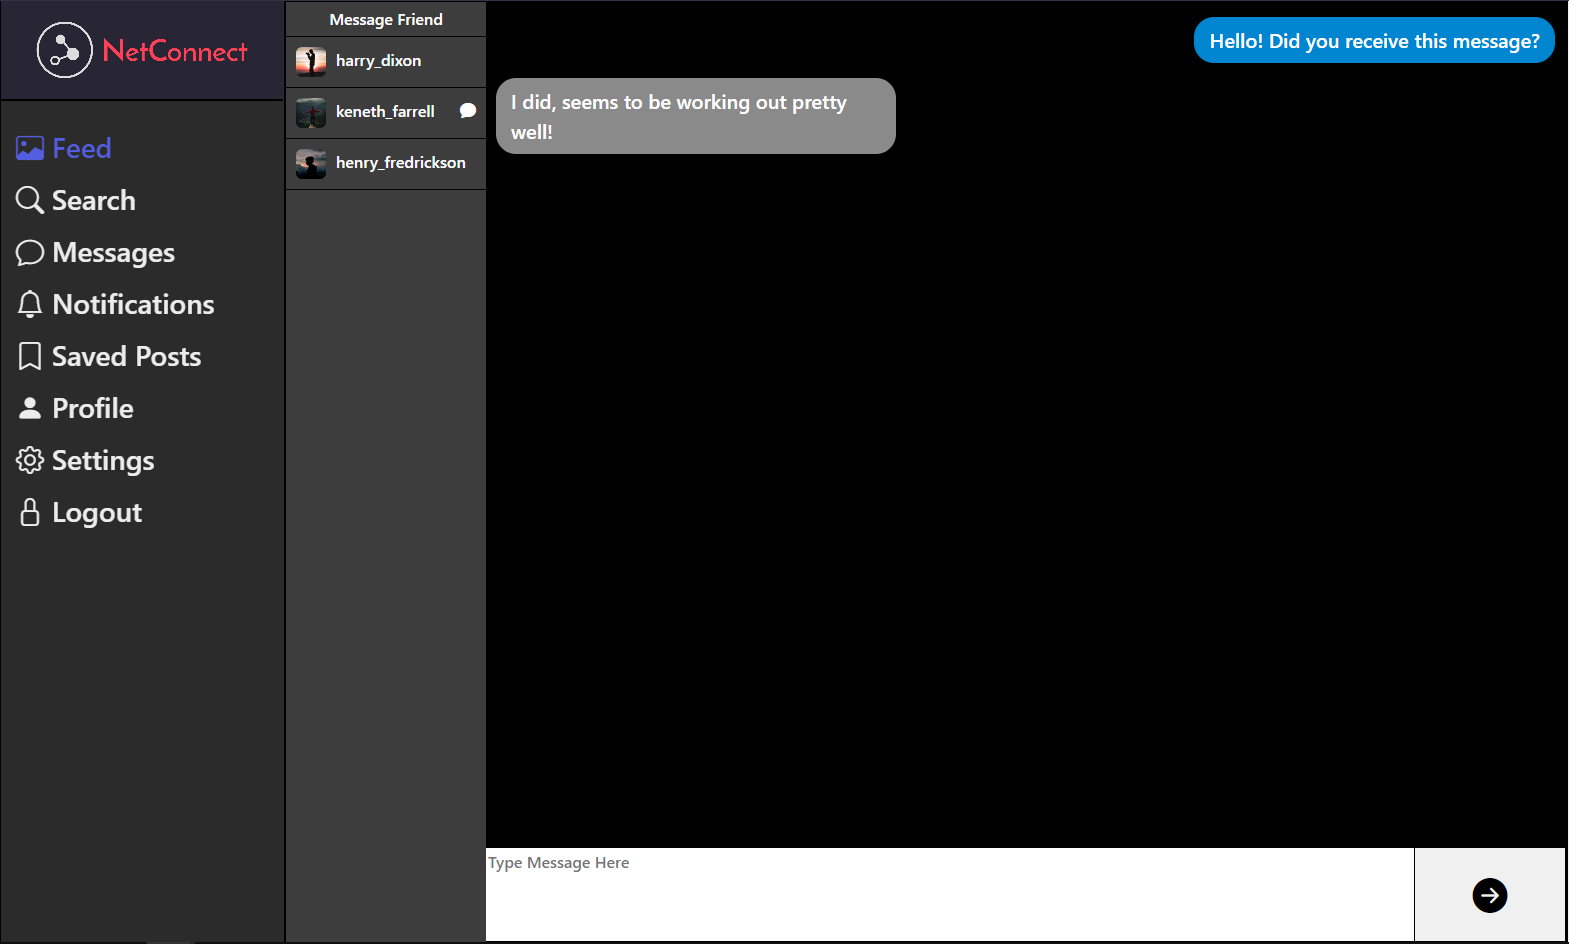 NetConnect
Feed
Search
Messages
Notifications
Saved Posts
Profile
Settings
Logout
Message Friend
harry_dixon
keneth_farrell
henry_fredrickson
Hello! Did you receive this message?
I did, seems to be working out pretty
well!
Type Message Here